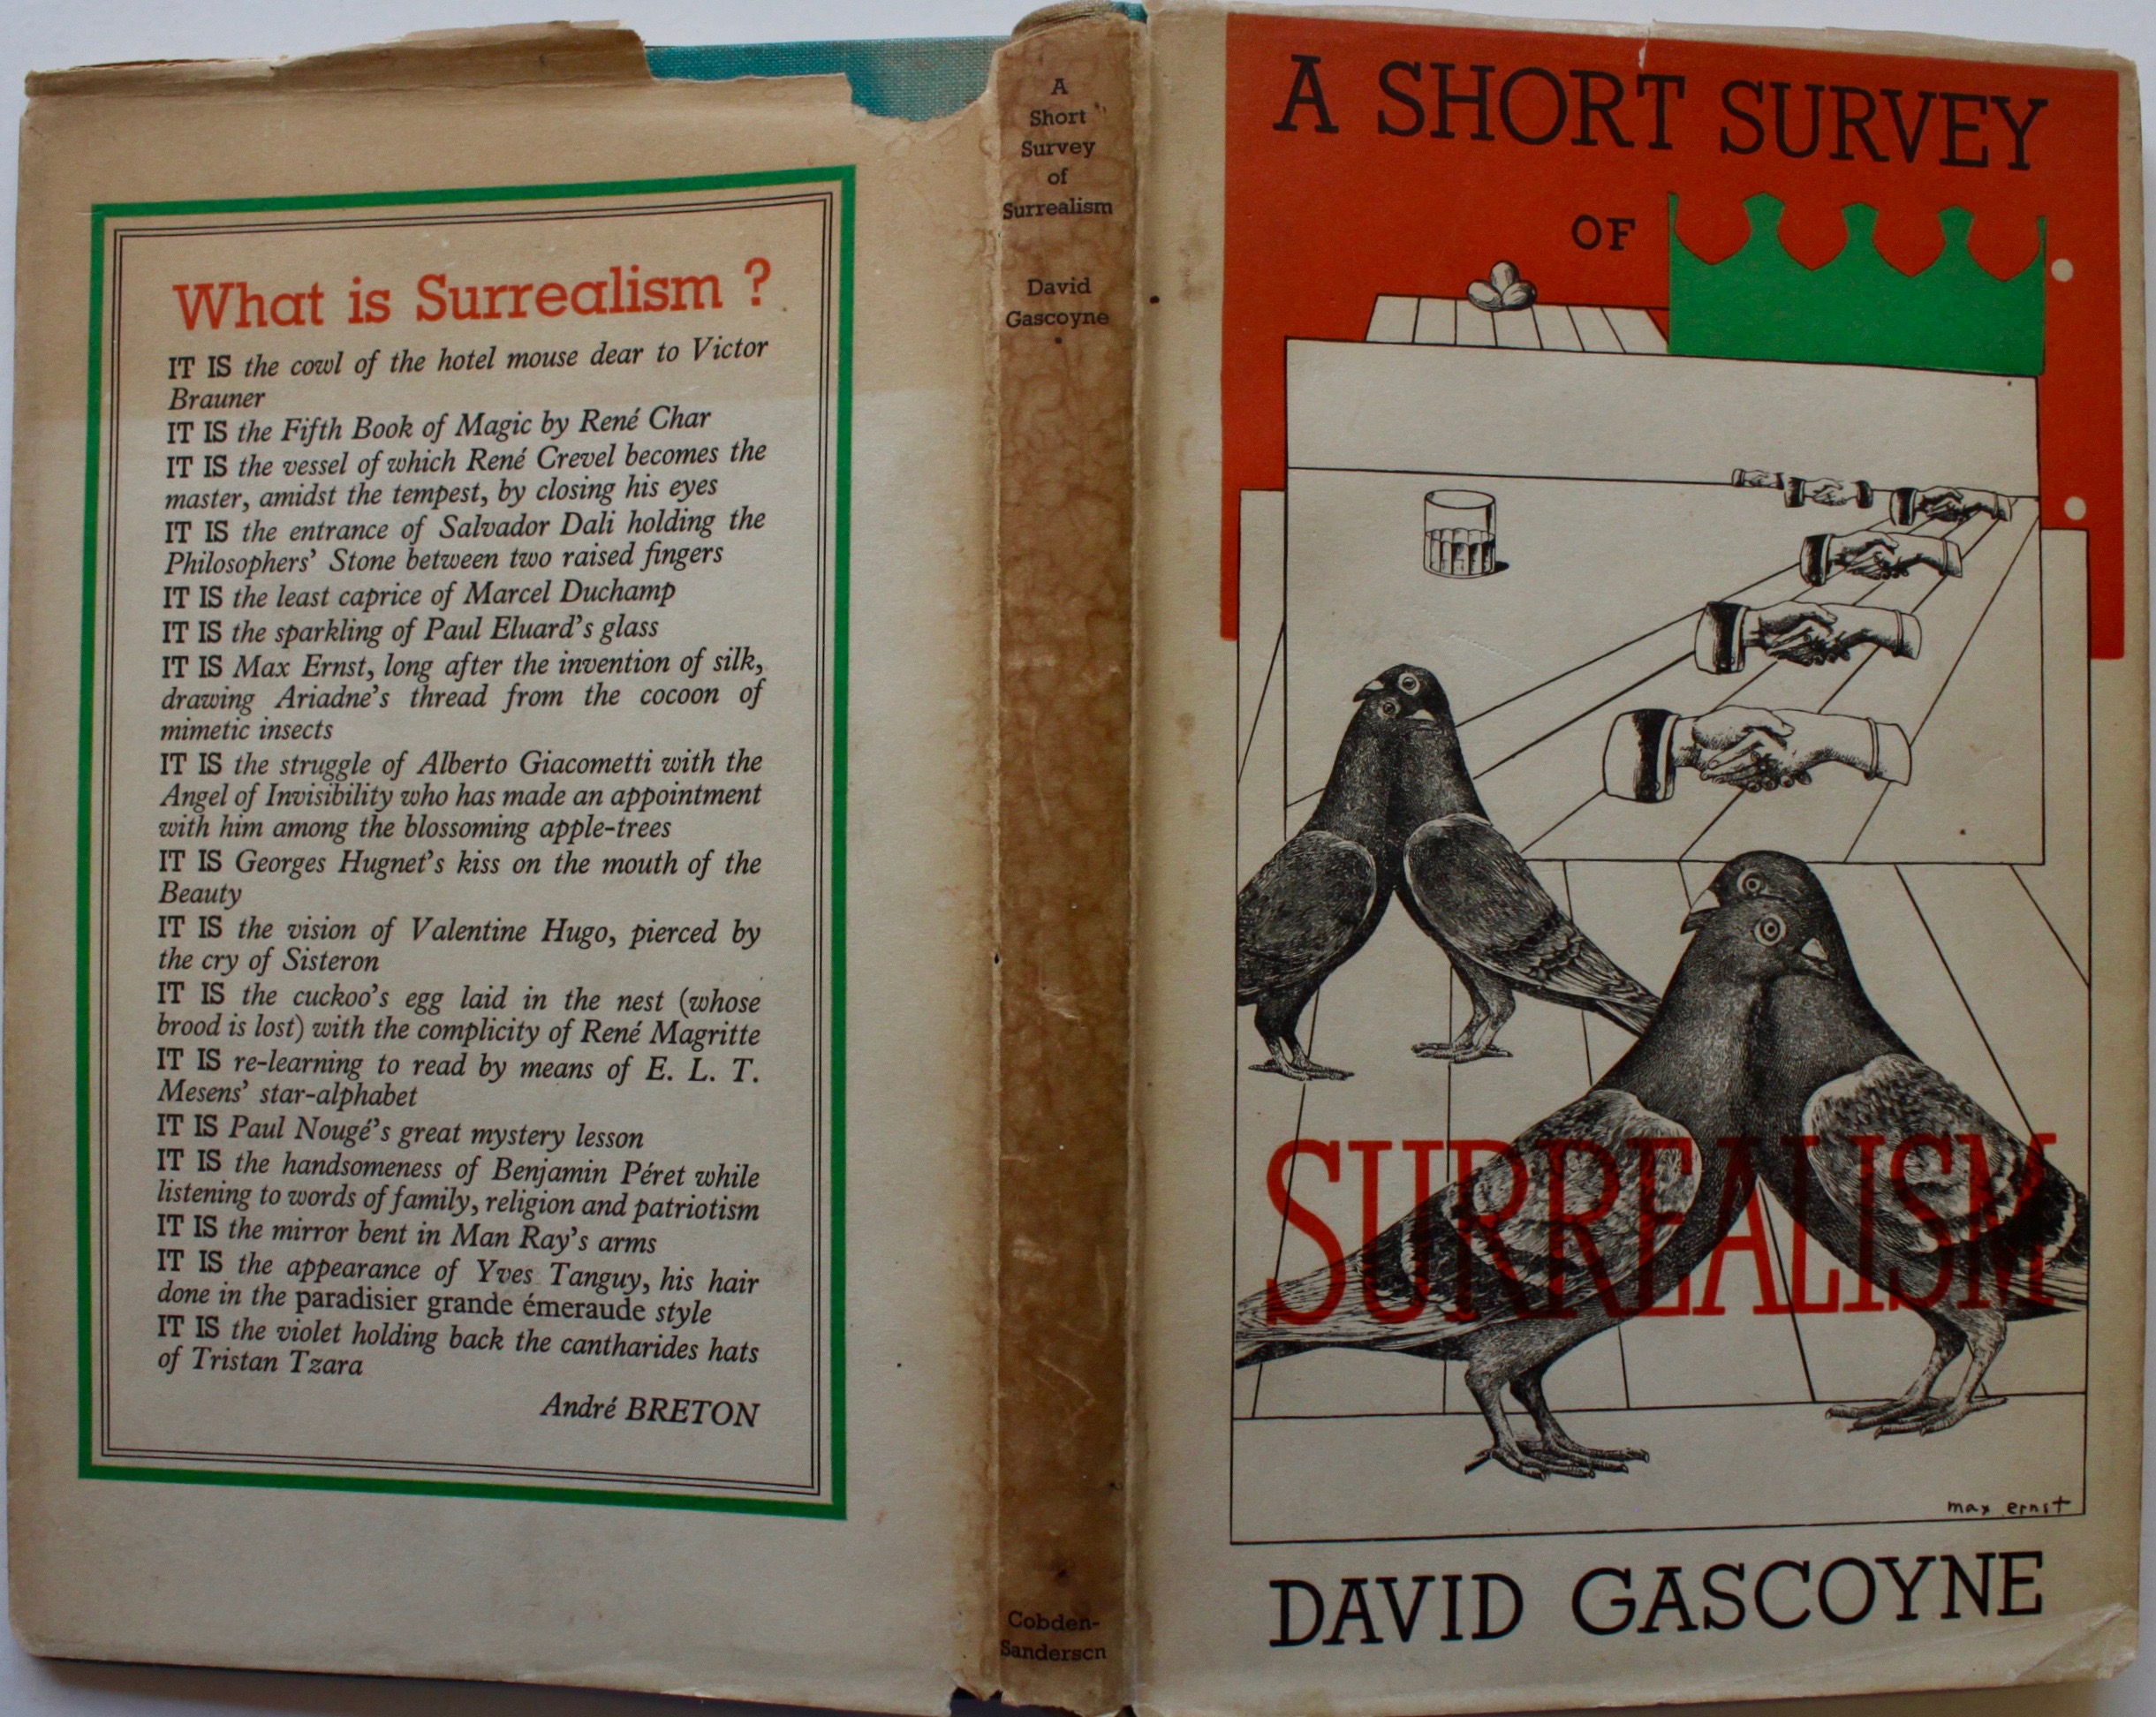 What is Surrealism ?
IT IS the cowl of the hotel mouse dear to Victor
Brauner
IT IS the Fifth Book of Magic by René Char
IT IS the vessel of which René Crevel becomes the
master, amidst the tempest, by closing his eyes
IT IS the entrance of Salvador Dali holding the
Philosophers' Stone between two raised fingers
IT IS the least caprice of Marcel Duchamp
IT IS the sparkling of Paul Eluard's glass
IT IS Max Ernst, long after the invention of silk,
drawing Ariadne's thread from the cocoon of
mimetic insects
IT IS the struggle of Alberto Giacometti with the
Angel of Invisibility who has made an appointment
with him among the blossoming apple-trees
IT IS Georges Hugnet's kiss on the mouth of the
Beauty
IT IS the vision of Valentine Hugo, pierced by
the cry of Sisteron
IT IS the cuckoo's egg laid in the nest (whose
brood is lost) with the complicity of René Magritte
IT IS re-learning to read by means of E. L. T.
Mesens' star-alphabet
IT IS Paul Nougé's great mystery lesson
IT IS the handsomeness of Benjamin Péret while
listening to words of family, religion and patriotism
IT IS the mirror bent in Man Ray's arms
IT IS the appearance of Yves Tanguy, his hair
done in the paradisier grande émeraude style
IT IS the violet holding back the cantharides hats
of Tristan Tzara
André BRETON
A
Short
Survey
of
Surrealism
David
Gascoyne
Cobden-
Sanderson
A SHORT SURVEY
OF
SURREALISM
max ernst
DAVID GASCOYNE